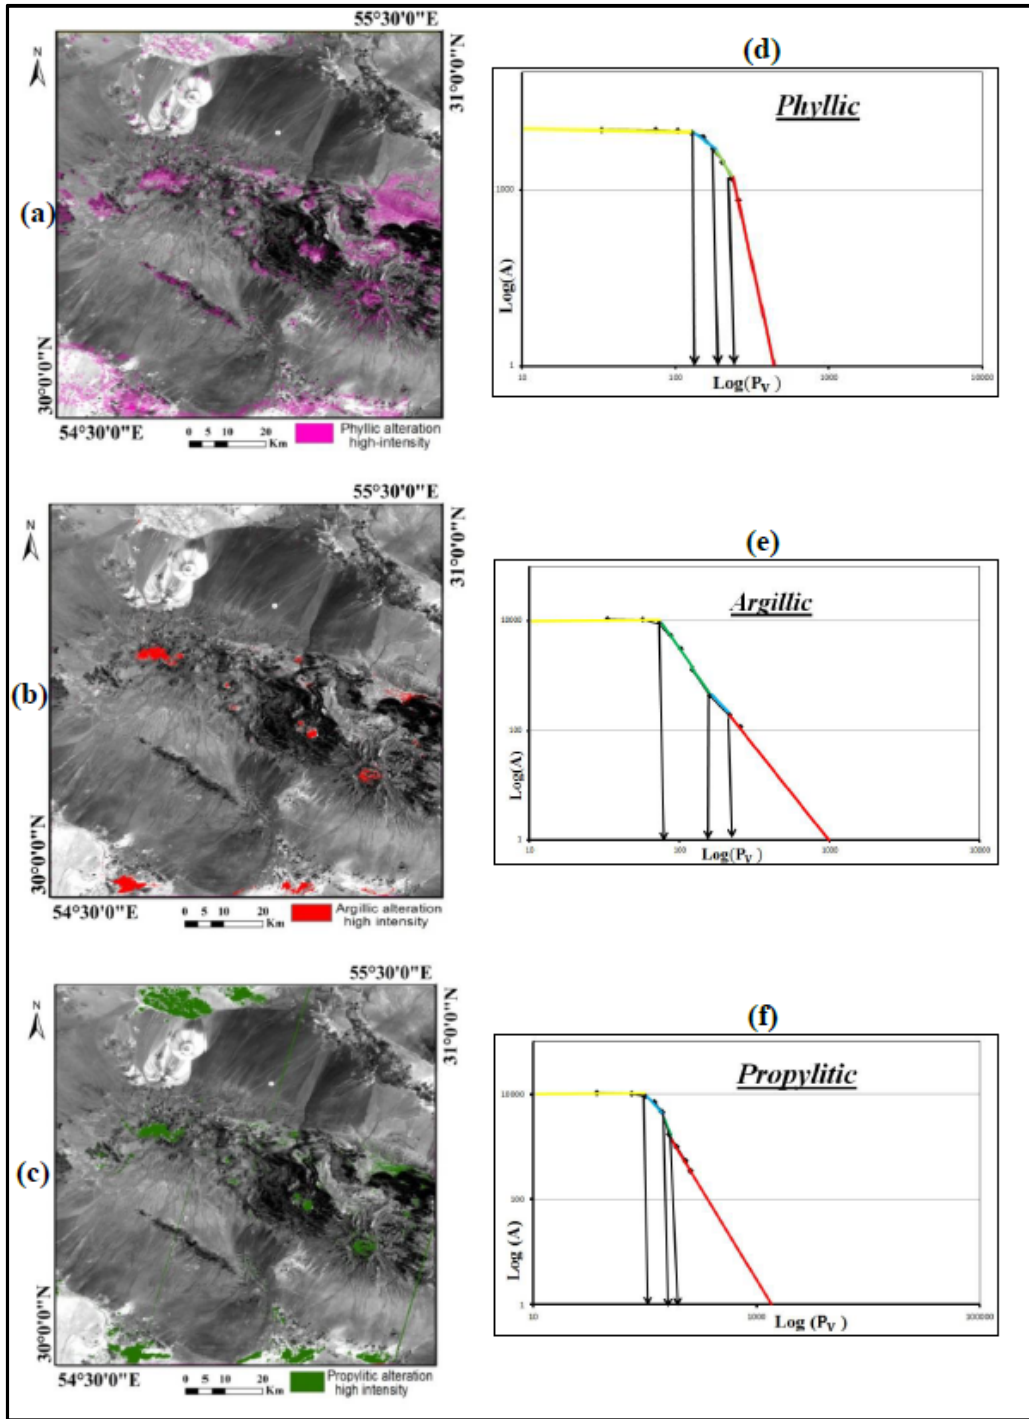 55°30'0"E
N
31°0'0"N
(a)
30°0'0"N
54°30'0"E
0 5 10 20
Km
Phyllic alteration
high-intensity
(d)
Phyllic
Log(A)
1000
1
10
100
1000
10000
Log(Pv)
55°30'0"E
N
31°0'0"N
(b)
30°0'0"N
54°30'0"E
0 5 10 20
Km
Argillic alteration
high intensity
(e)
Argillic
Log(A)
10000
100
1
10
100
1000
10000
Log(Pv)
55°30'0"E
N
31°0'0"N
(c)
30°0'0"N
54°30'0"E
0 5 10 20
Km
Propylitic alteration
high intensity
(f)
Propylitic
Log (A)
10000
100
1
1000
Log (Pv )